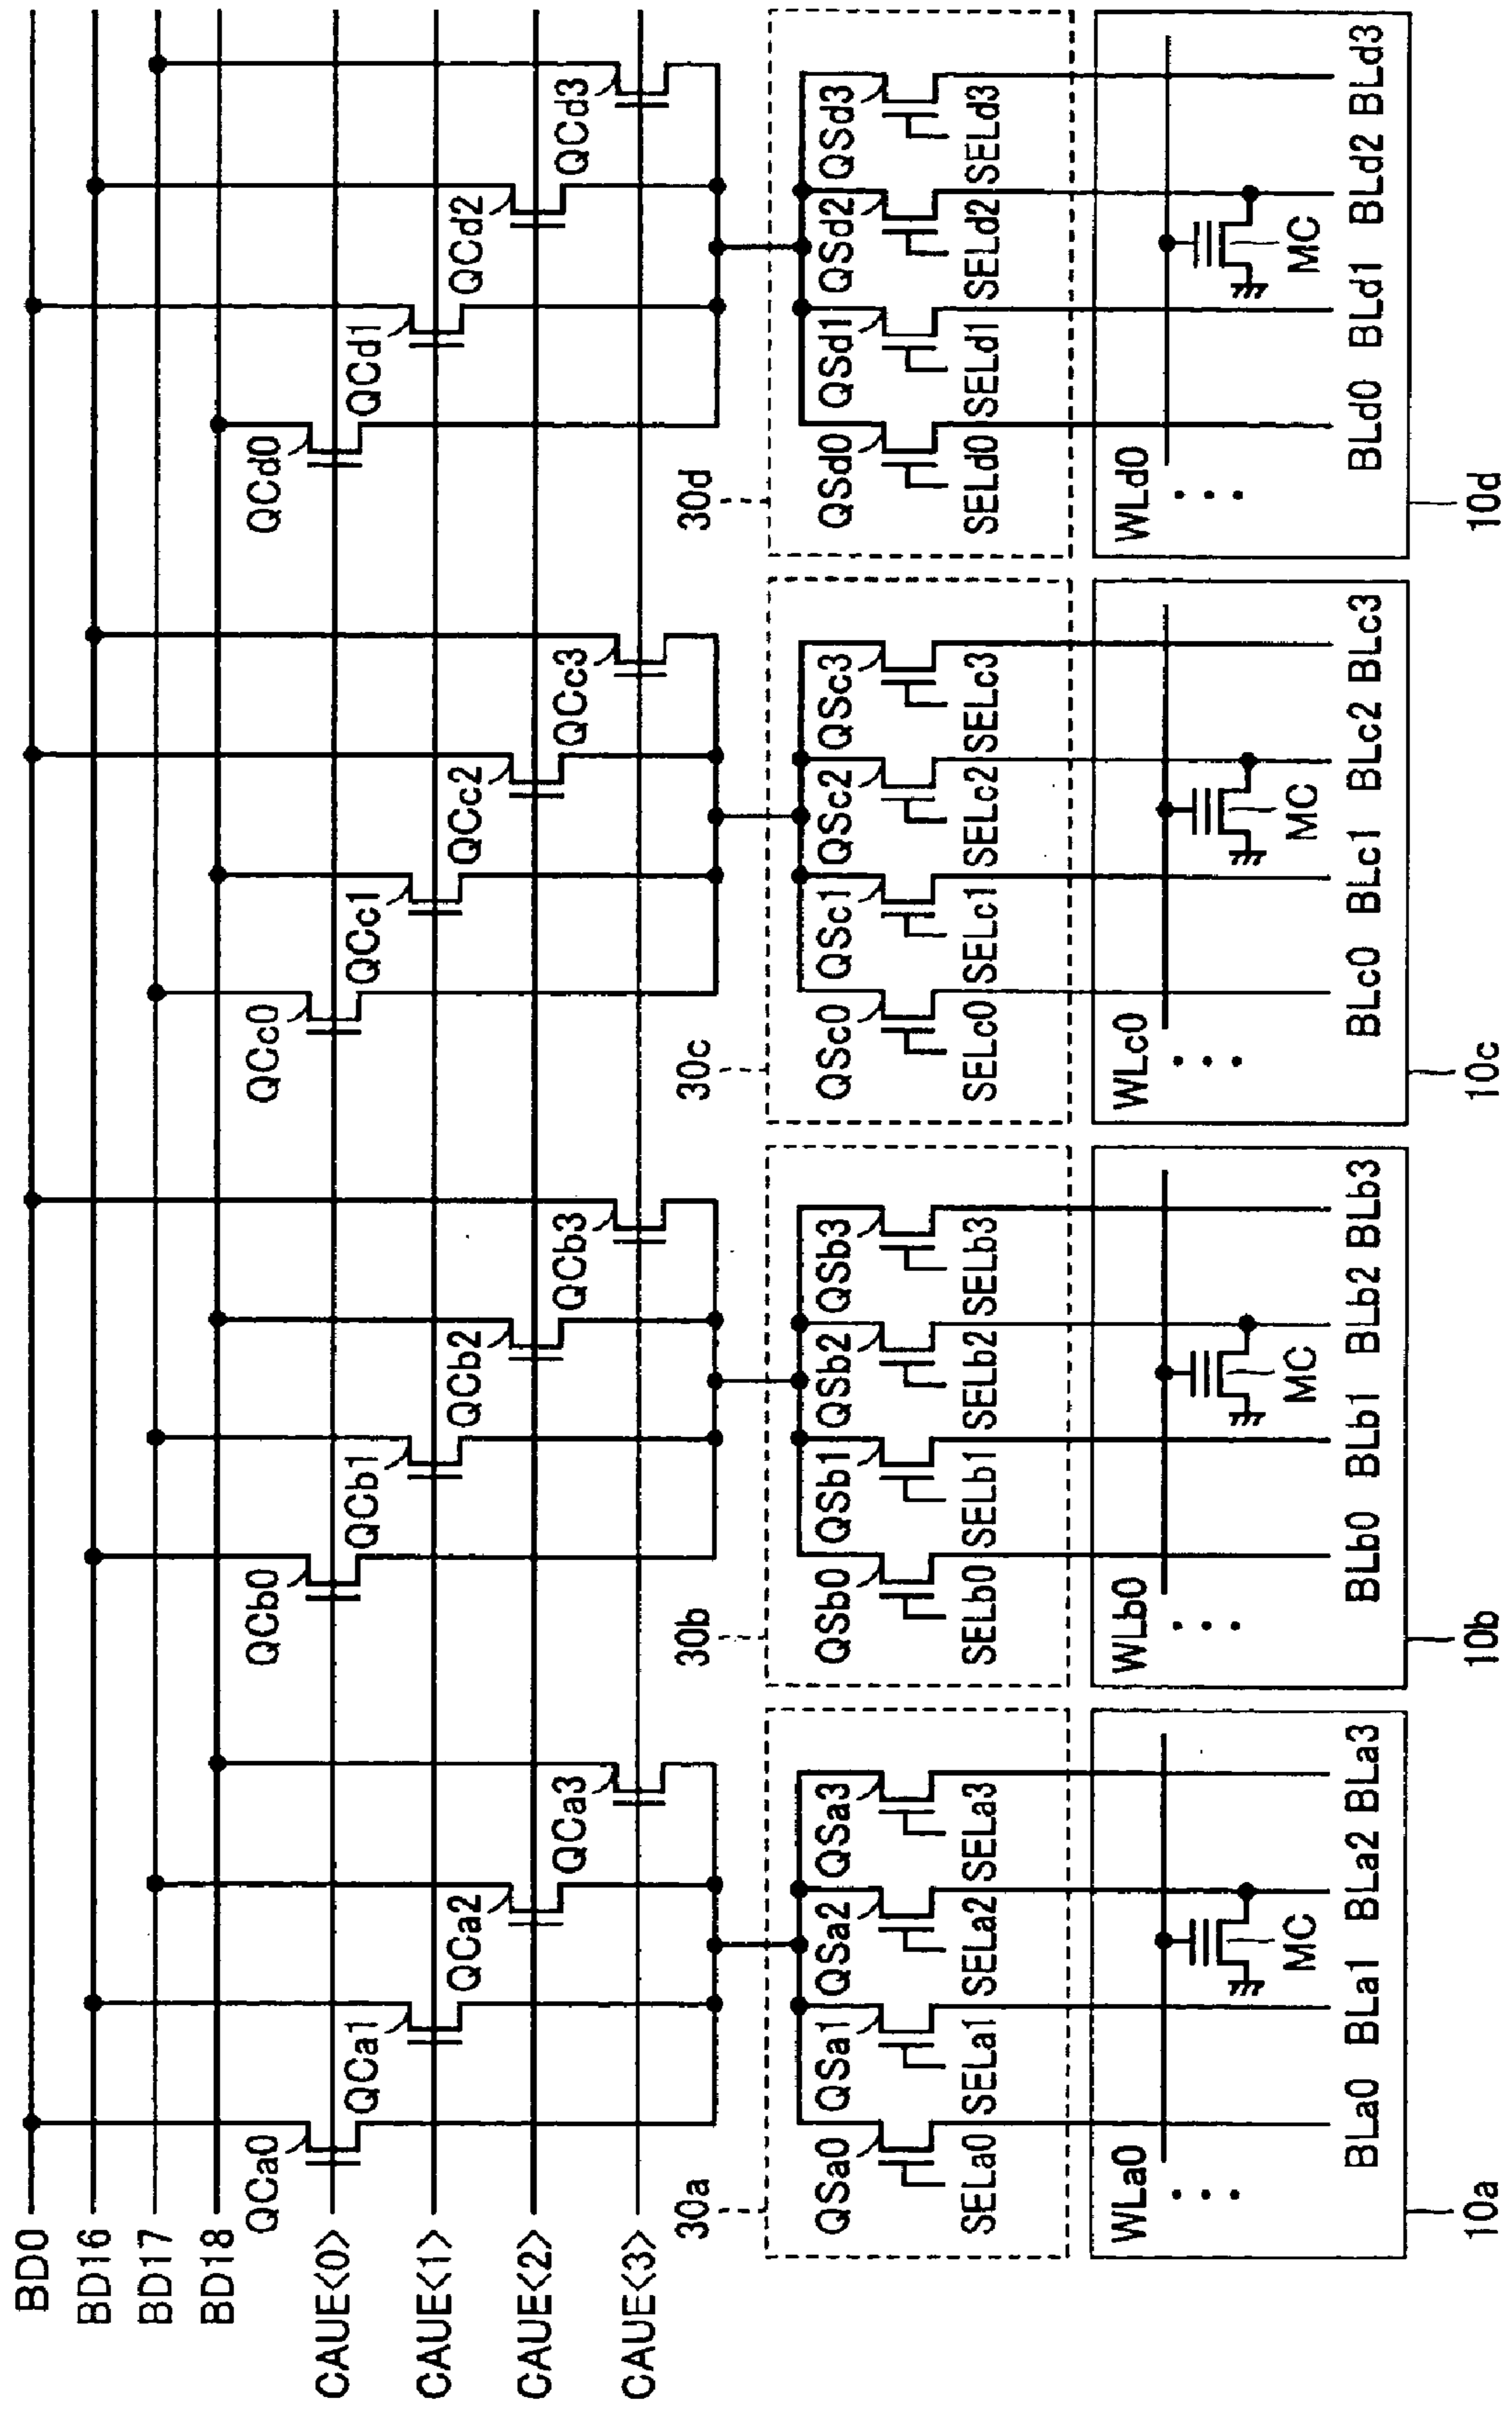 BD0
BD16
BD17
BD18
CAUE<0>
CAUE<1>
CAUE<2>
CAUE<3>
QCa0 QCa1 QCa2 QCa3
QCb0 QCb1 QCb2 QCb3
QCc0 QCc1 QCc2 QCc3
QCd0 QCd1 QCd2 QCd3
30a
30b
30c
30d
QSa0 QSa1 QSa2 QSa3
QSb0 QSb1 QSb2 QSb3
QSc0 QSc1 QSc2 QSc3
QSd0 QSd1 QSd2 QSd3
SELa0 SELa1 SELa2 SELa3
SELb0 SELb1 SELb2 SELb3
SELc0 SELc1 SELc2 SELc3
SELd0 SELd1 SELd2 SELd3
WLa0
WLb0
WLc0
WLd0
MC
MC
MC
MC
BLa0 BLa1 BLa2 BLa3
BLb0 BLb1 BLb2 BLb3
BLc0 BLc1 BLc2 BLc3
BLd0 BLd1 BLd2 BLd3
10a
10b
10c
10d